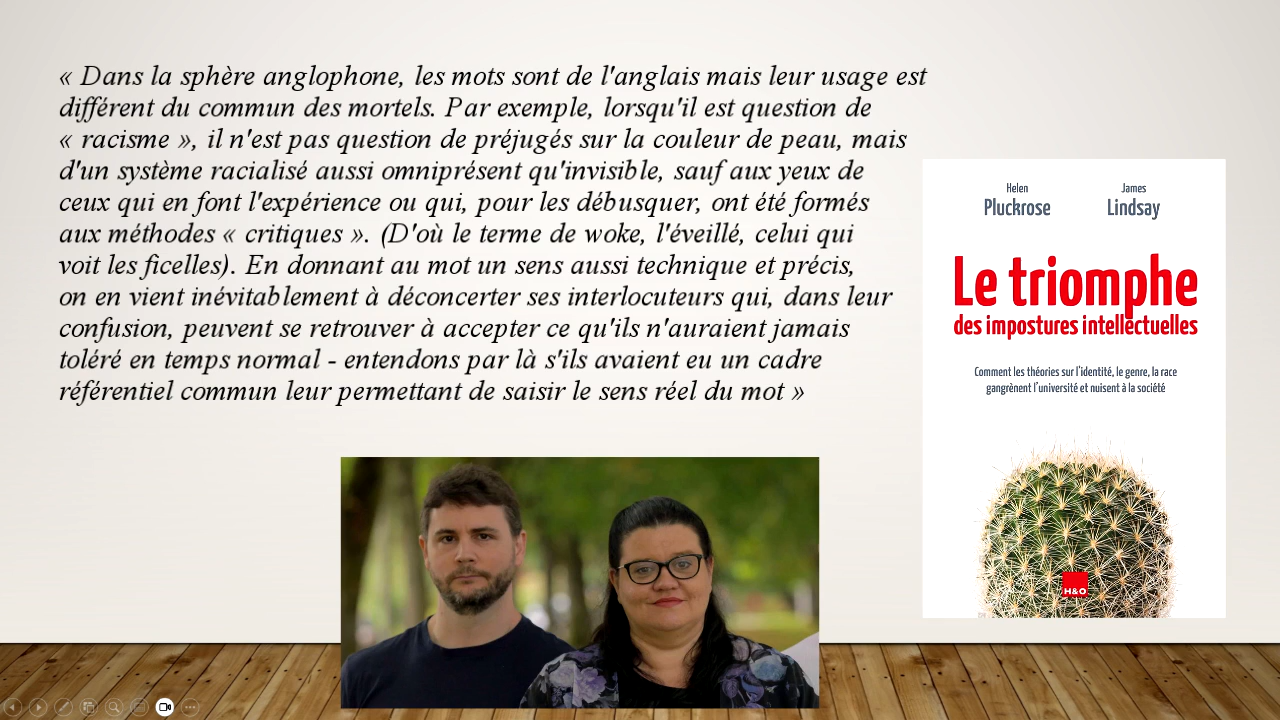 « Dans la sphère anglophone, les mots sont de l'anglais mais leur usage est
différent du commun des mortels. Par exemple, lorsqu'il est question de
« racisme », il n'est pas question de préjugés sur la couleur de peau, mais
d'un système racialisé aussi omniprésent qu'invisible, sauf aux yeux de
ceux qui en font l'expérience ou qui, pour les débusquer, ont été formés
aux méthodes « critiques ». (D'où le terme de woke, l'éveillé, celui qui
voit les ficelles). En donnant au mot un sens aussi technique et précis,
on en vient inévitablement à déconcerter ses interlocuteurs qui, dans leur
confusion, peuvent se retrouver à accepter ce qu'ils n'auraient jamais
toléré en temps normal - entendons par là s'ils avaient eu un cadre
référentiel commun leur permettant de saisir le sens réel du mot »
Helen
Pluckrose
James
Lindsay
Le triomphe
des impostures intellectuelles
Comment les théories sur l'identité, le genre, la race
gangrènent l'université et nuisent à la société
H&O